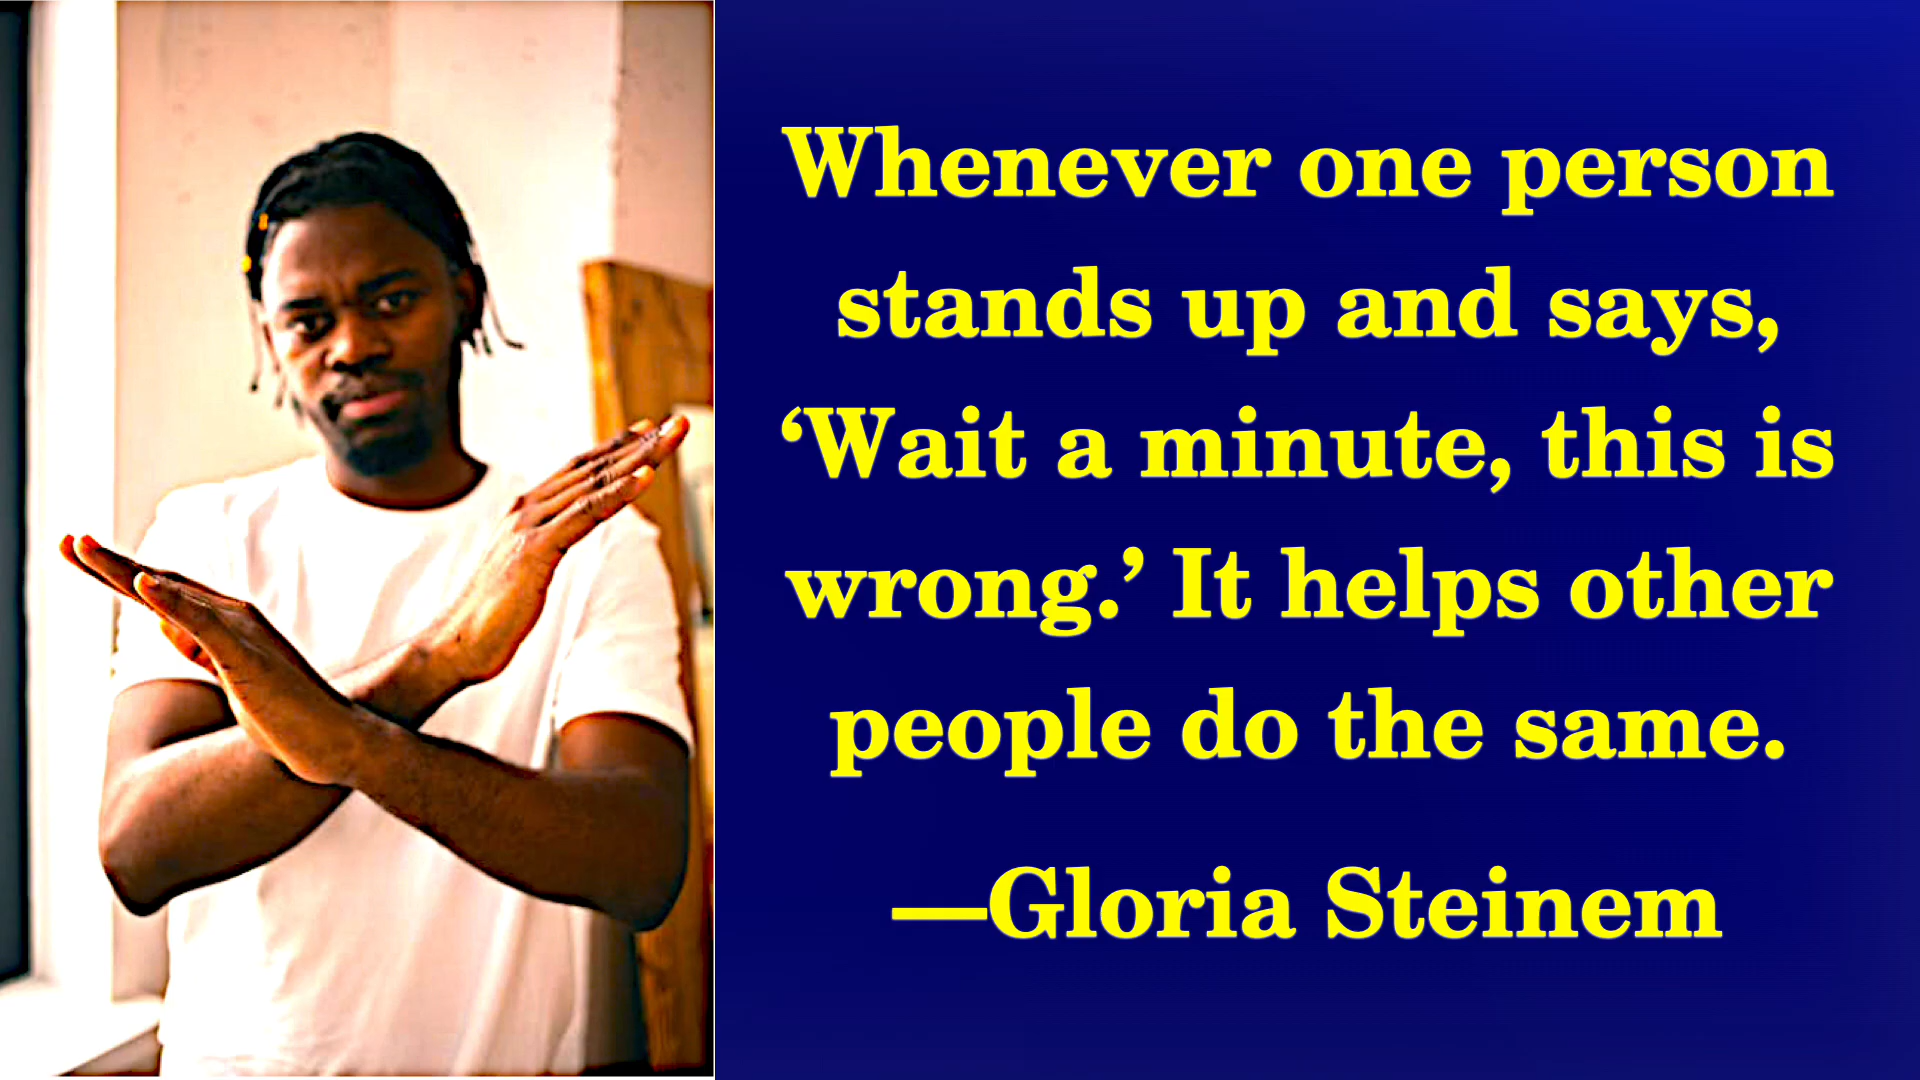 Whenever one person
stands up and says,
‘Wait a minute, this is
wrong.’ It helps other
people do the same.
—Gloria Steinem